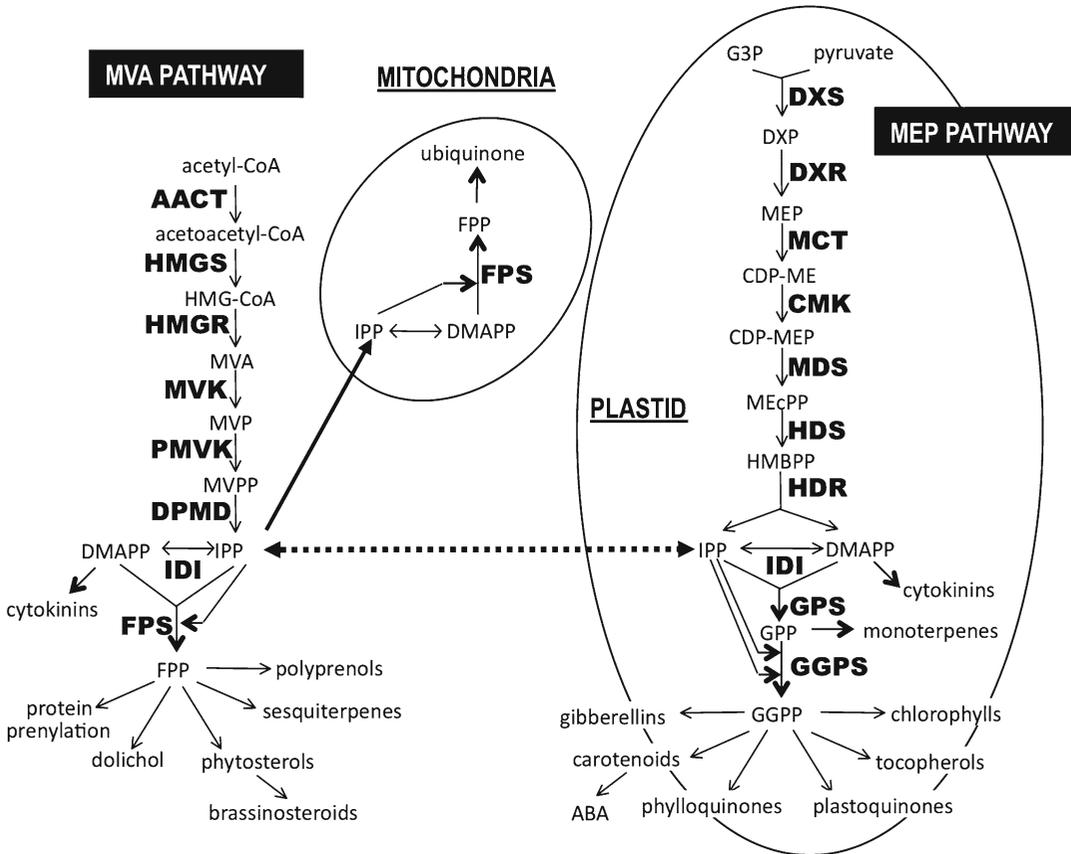 MVA PATHWAY
acetyl-CoA
AACT
acetoacetyl-CoA
HMGS
HMG-CoA
HMGR
MVA
MVK
MVP
PMVK
MVPP
DPMD
DMAPP
IPP
IDI
cytokinins
FPS
FPP
polyprenols
protein
prenylation
sesquiterpenes
dolichol
phytosterols
brassinosteroids
MITOCHONDRIA
ubiquinone
FPP
FPS
IPP
DMAPP
PLASTID
MEP PATHWAY
G3P
pyruvate
DXS
DXP
DXR
MEP
MCT
CDP-ME
CMK
CDP-MEP
MDS
MEcPP
HDS
HMBPP
HDR
IPP
DMAPP
IDI
cytokinins
GPS
GPP
monoterpenes
GGPS
gibberellins
GGPP
chlorophylls
carotenoids
tocopherols
ABA
phylloquinones
plastoquinones